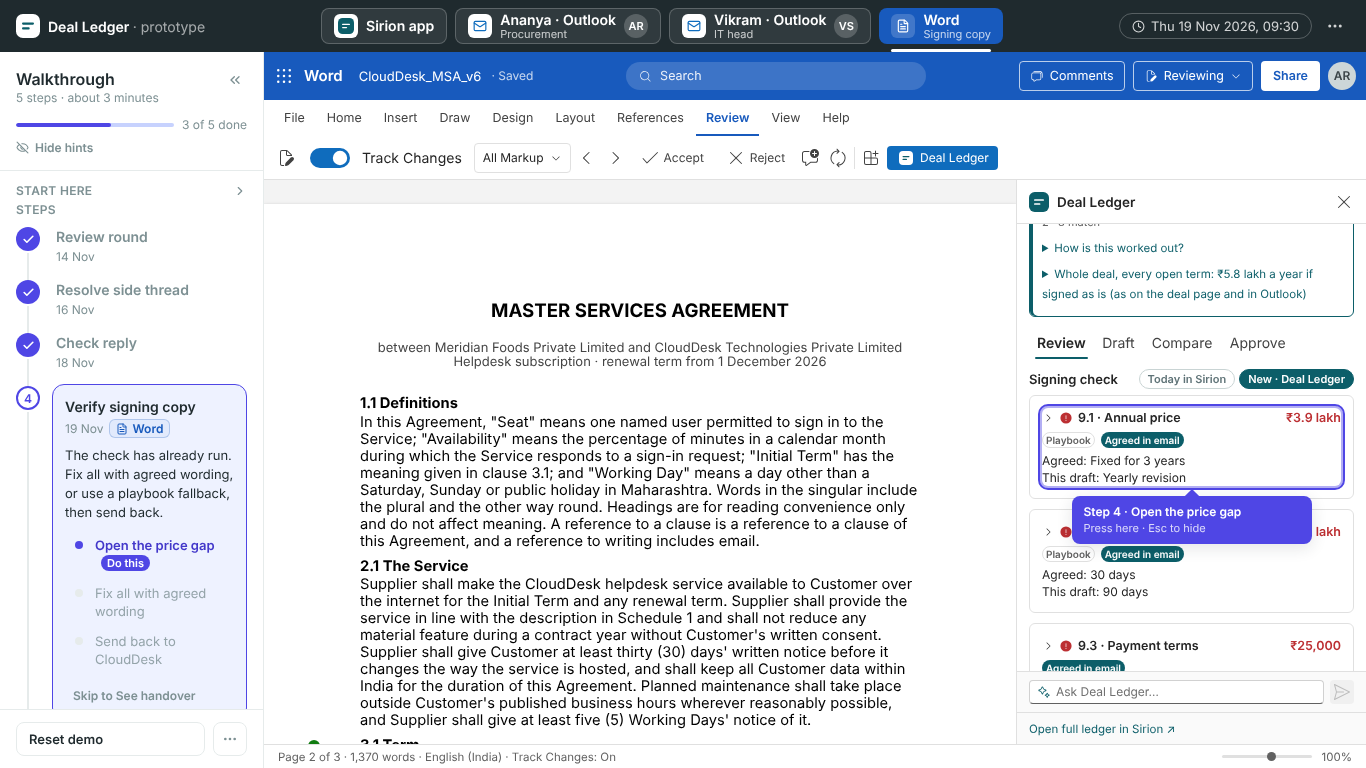 Deal Ledger · prototype
Sirion app
Ananya · Outlook
Procurement
AR
Vikram · Outlook
IT head
VS
Word
Signing copy
Thu 19 Nov 2026, 09:30
Walkthrough
5 steps · about 3 minutes
3 of 5 done
Hide hints
START HERE
STEPS
Review round
14 Nov
Resolve side thread
16 Nov
Check reply
18 Nov
4
Verify signing copy
19 Nov
Word
The check has already run.
Fix all with agreed wording,
or use a playbook fallback,
then send back.
Open the price gap
Do this
Fix all with agreed
wording
Send back to
CloudDesk
Skip to See handover
Reset demo
Word
CloudDesk_MSA_v6
· Saved
Search
Comments
Reviewing
Share
AR
File
Home
Insert
Draw
Design
Layout
References
Review
View
Help
Track Changes
All Markup
Accept
Reject
Deal Ledger
MASTER SERVICES AGREEMENT
between Meridian Foods Private Limited and CloudDesk Technologies Private Limited
Helpdesk subscription · renewal term from 1 December 2026
1.1 Definitions
In this Agreement, "Seat" means one named user permitted to sign in to the
Service; "Availability" means the percentage of minutes in a calendar month
during which the Service responds to a sign-in request; "Initial Term" has the
meaning given in clause 3.1; and "Working Day" means a day other than a
Saturday, Sunday or public holiday in Maharashtra. Words in the singular include
the plural and the other way round. Headings are for reading convenience only
and do not affect meaning. A reference to a clause is a reference to a clause of
this Agreement, and a reference to writing includes email.
2.1 The Service
Supplier shall make the CloudDesk helpdesk service available to Customer over
the internet for the Initial Term and any renewal term. Supplier shall provide the
service in line with the description in Schedule 1 and shall not reduce any
material feature during a contract year without Customer's written consent.
Supplier shall give Customer at least thirty (30) days' written notice before it
changes the way the service is hosted, and shall keep all Customer data within
India for the duration of this Agreement. Planned maintenance shall take place
outside Customer's published business hours wherever reasonably possible,
and Supplier shall give at least five (5) Working Days' notice of it.
3.1 Term
Deal Ledger
How is this worked out?
Whole deal, every open term: ₹5.8 lakh a year if
signed as is (as on the deal page and in Outlook)
Review
Draft
Compare
Approve
Signing check
Today in Sirion
New · Deal Ledger
9.1 · Annual price
₹3.9 lakh
Playbook
Agreed in email
Agreed: Fixed for 3 years
This draft: Yearly revision
Step 4 · Open the price gap
Press here · Esc to hide
lakh
Playbook
Agreed in email
Agreed: 30 days
This draft: 90 days
9.3 · Payment terms
₹25,000
Agreed in email
Ask Deal Ledger...
Open full ledger in Sirion ↗
Page 2 of 3 · 1,370 words · English (India) · Track Changes: On
100%